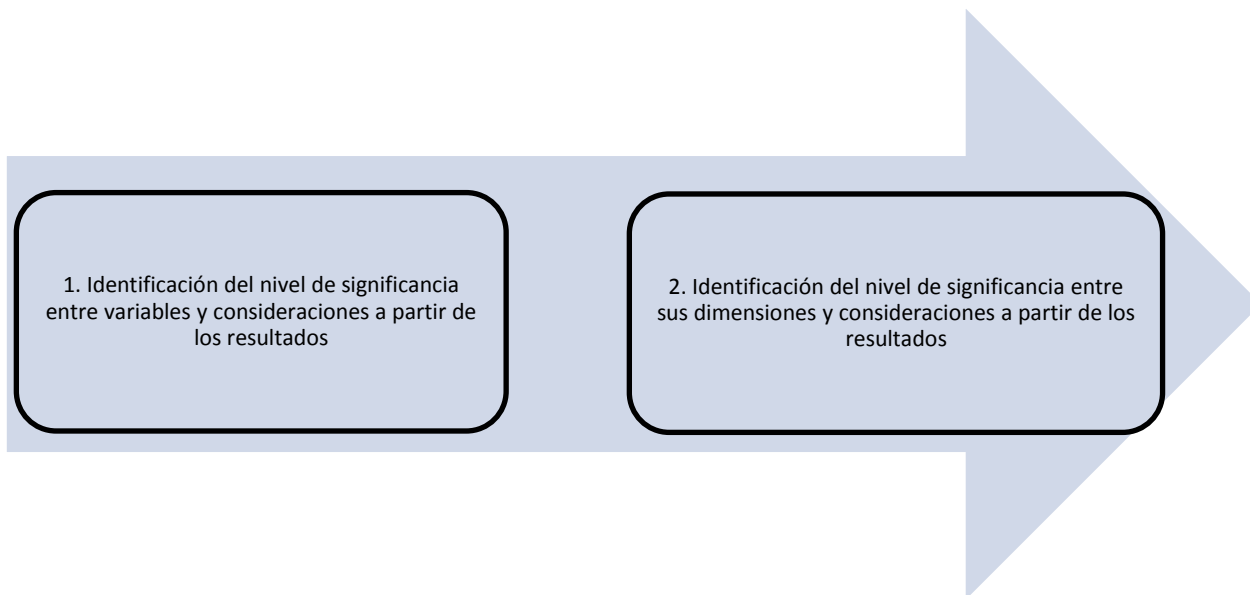 1. Identificación del nivel de significancia
entre variables y consideraciones a partir de
los resultados
2. Identificación del nivel de significancia entre
sus dimensiones y consideraciones a partir de los
resultados